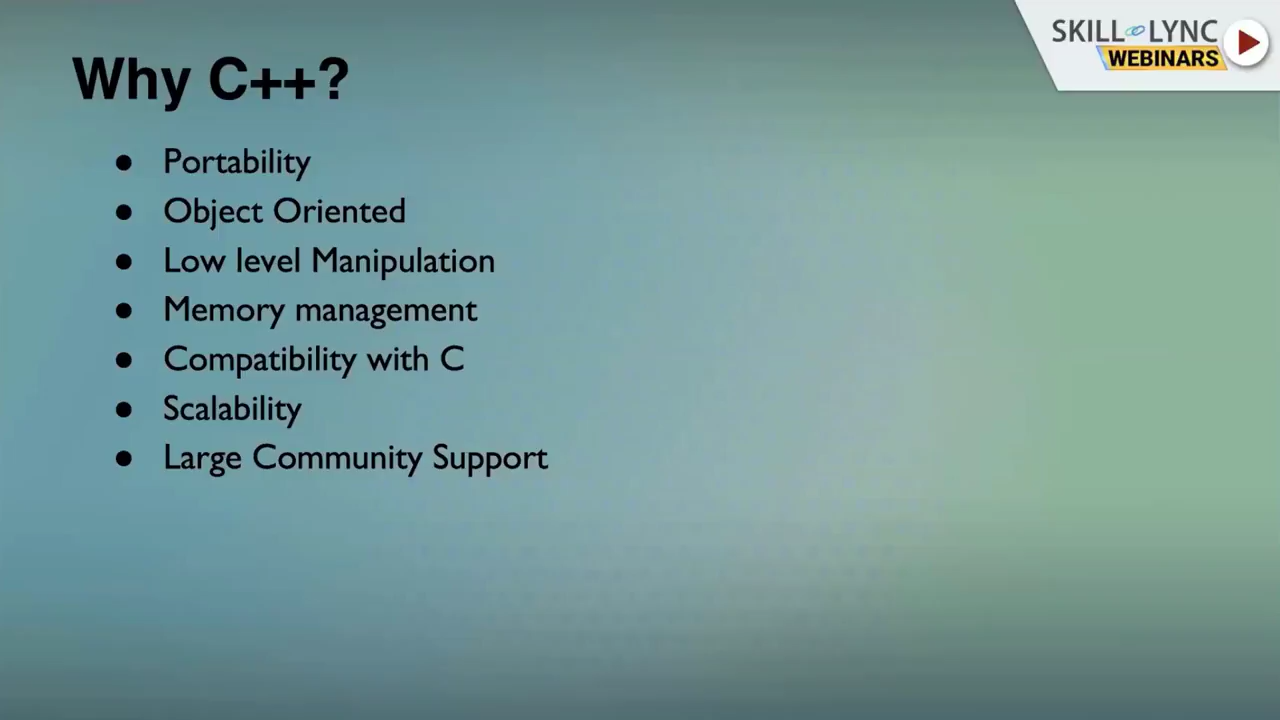 Why C++?
SKILL LYNC
WEBINARS
● Portability
● Object Oriented
● Low level Manipulation
● Memory management
● Compatibility with C
● Scalability
● Large Community Support